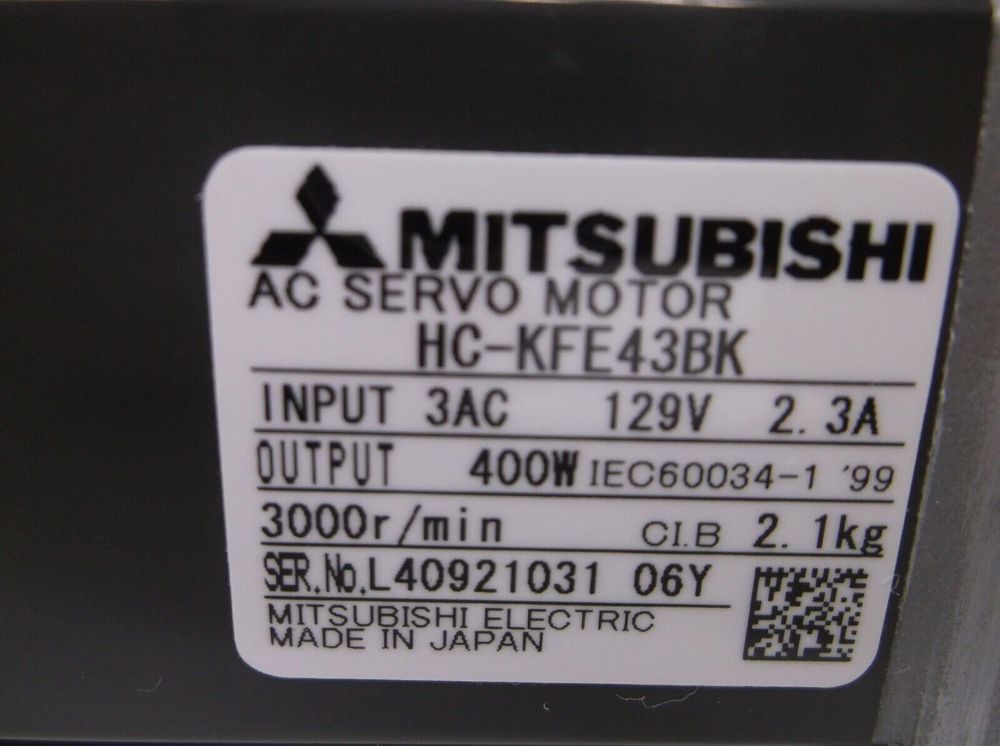 MITSUBISHI
AC SERVO MOTOR
HC-KFE43BK
INPUT 3AC 129V 2.3A
OUTPUT 400W IEC60034-1 '99
3000r/min CI.B 2.1kg
SER.No.L40921031 06Y
MITSUBISHI ELECTRIC
MADE IN JAPAN